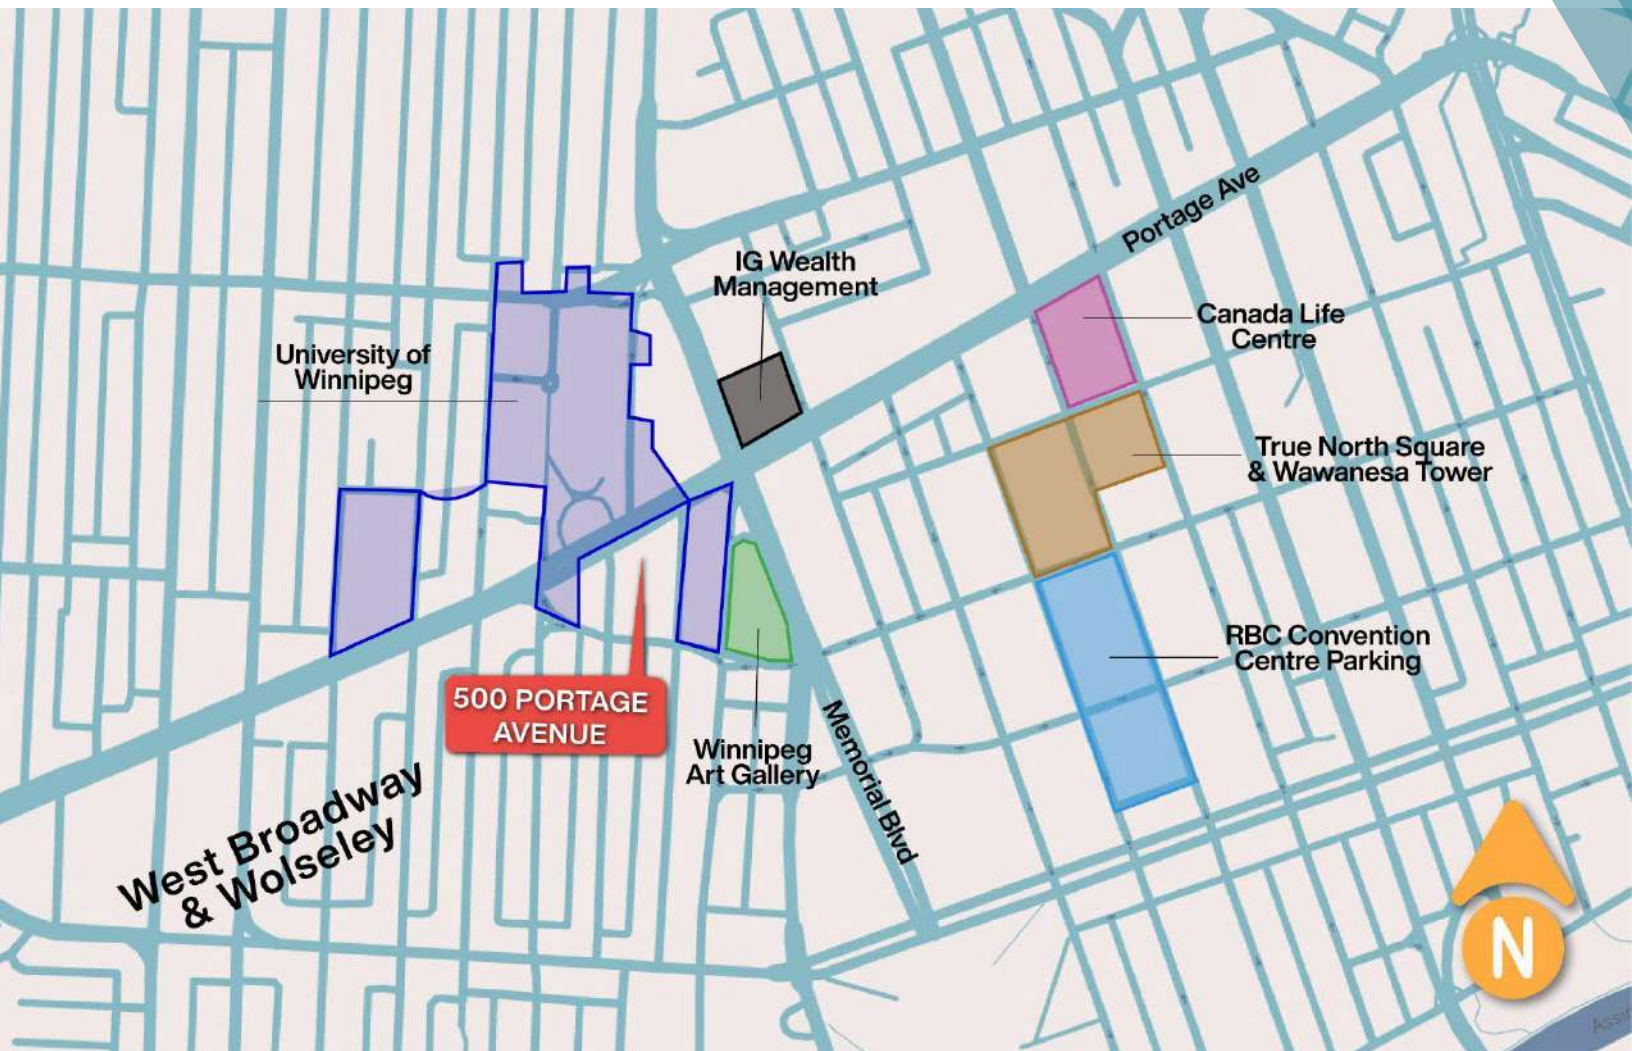 Portage Ave
IG Wealth
Management
Canada Life
Centre
University of
Winnipeg
True North Square
& Wawanesa Tower
RBC Convention
Centre Parking
500 PORTAGE
AVENUE
Winnipeg
Art Gallery
Memorial Blvd
West Broadway
& Wolseley
N